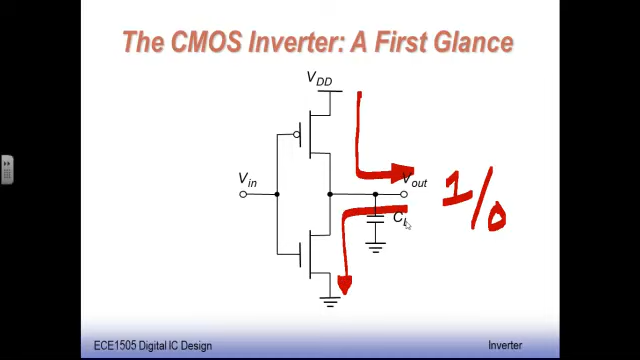 The CMOS Inverter: A First Glance
VDD
Vin
Vout
1/0
CL
ECE1505 Digital IC Design
Inverter